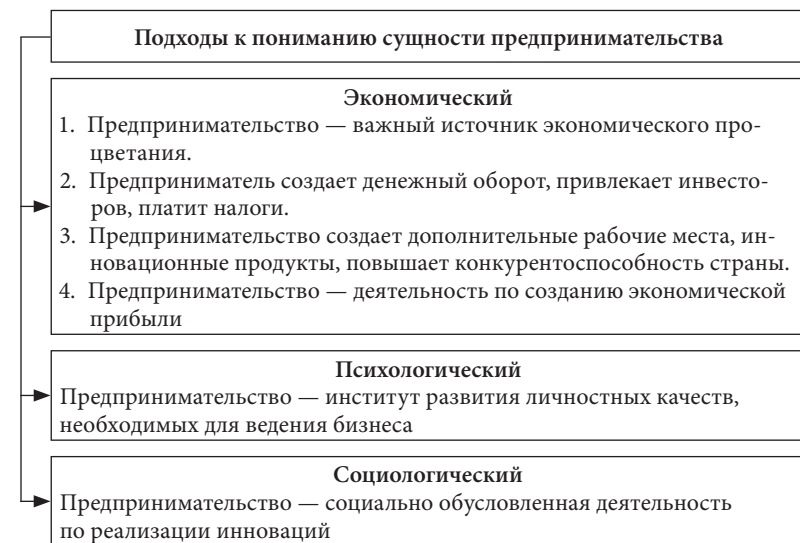 Подходы к пониманию сущности предпринимательства
Экономический
1. Предпринимательство — важный источник экономического про-
цветания.
2. Предприниматель создает денежный оборот, привлекает инвесто-
ров, платит налоги.
3. Предпринимательство создает дополнительные рабочие места, ин-
новационные продукты, повышает конкурентоспособность страны.
4. Предпринимательство — деятельность по созданию экономической
прибыли
Психологический
Предпринимательство — институт развития личностных качеств,
необходимых для ведения бизнеса
Социологический
Предпринимательство — социально обусловленная деятельность
по реализации инноваций